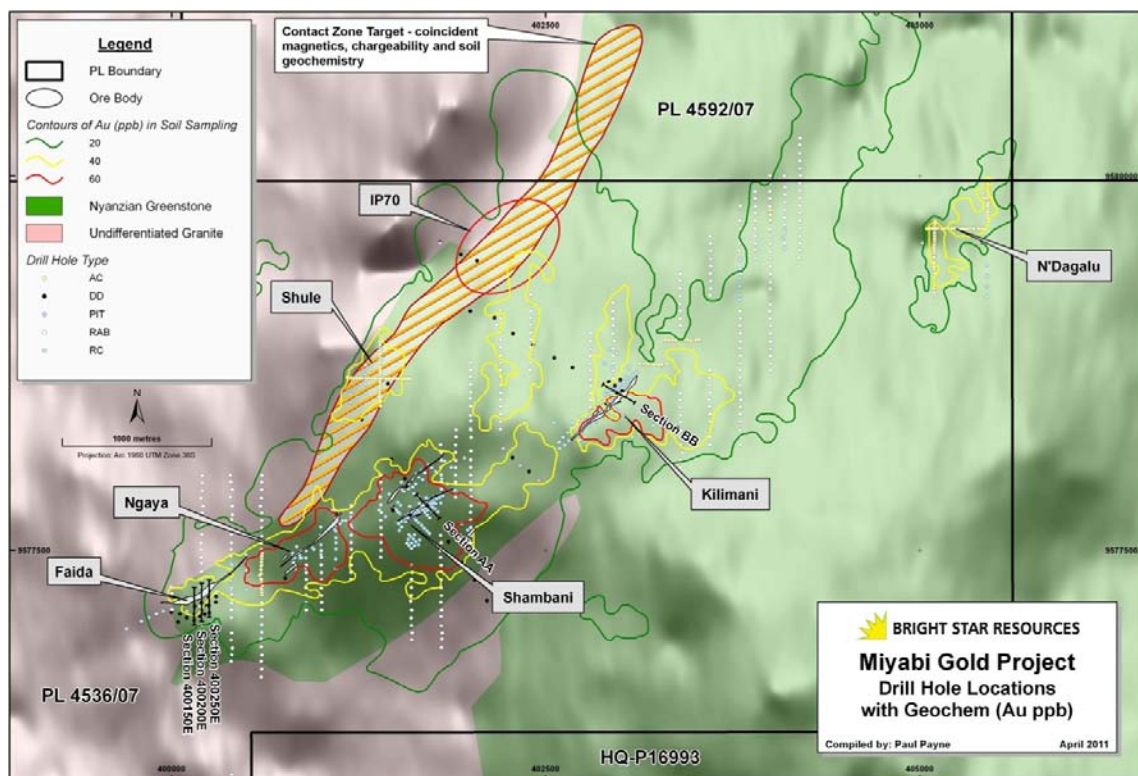 402500
405000
Legend
PL Boundary
Ore Body
Contours of Au (ppb) in Soil Sampling
20
40
60
Nyanzian Greenstone
Undifferentiated Granite
Drill Hole Type
AC
DD
PIT
RAB
RC
Contact Zone Target - coincident
magnetics, chargeability and soil
geochemistry
PL 4592/07
9580000
IP70
N'Dagalu
Shule
N
1000 metres
Projection: Arc 1960 UTM Zone 36S
Section BB
Kilimani
Ngaya
Section AA
9577500
9577500
Faida
Shambani
Section 400250E
Section 400200E
Section 400150E
PL 4536/07
BRIGHT STAR RESOURCES
Miyabi Gold Project
Drill Hole Locations
with Geochem (Au ppb)
Compiled by: Paul Payne
April 2011
HQ-P16993
400000
402500
405000